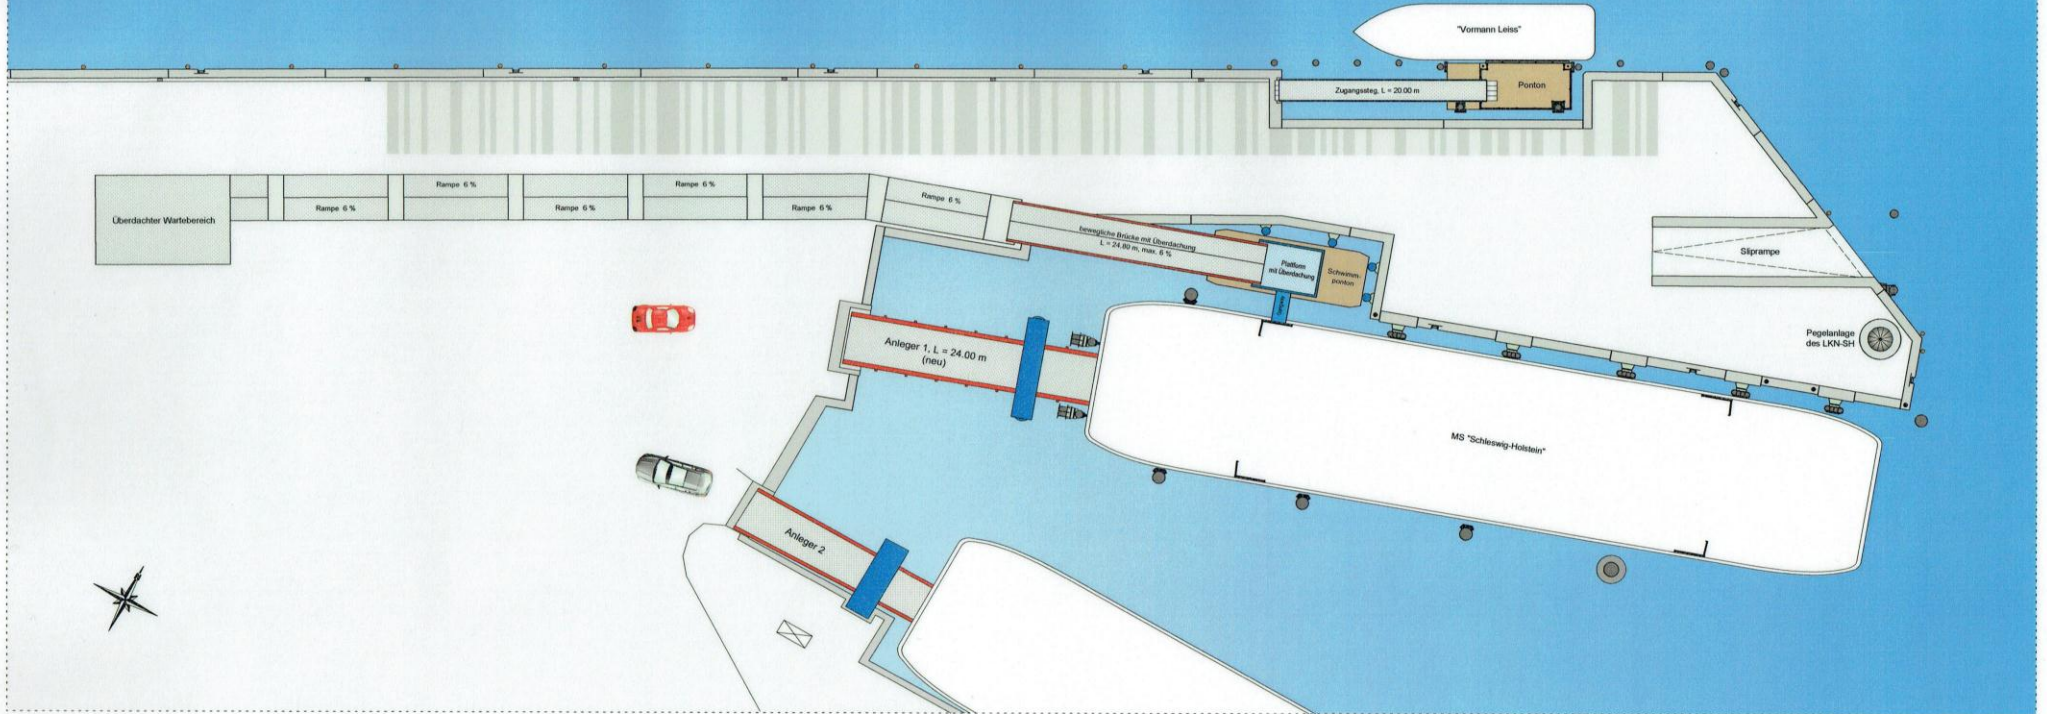 "Vormann Leiss"
Zugangssteg, L = 20.00 m
Ponton
Rampe 6 %
Rampe 6 %
Rampe 6 %
Rampe 6 %
Rampe 6 %
Rampe 6 %
Überdachter Wartebereich
bewegliche Brücke mit Überdachung
L = 24.80 m, max. 6 %
Plattform
mit Überdachung
Schwimm-
ponton
Sliprampe
Pegelanlage
des LKN-SH
Anleger 1, L = 24.00 m
(neu)
MS "Schleswig-Holstein"
Anleger 2